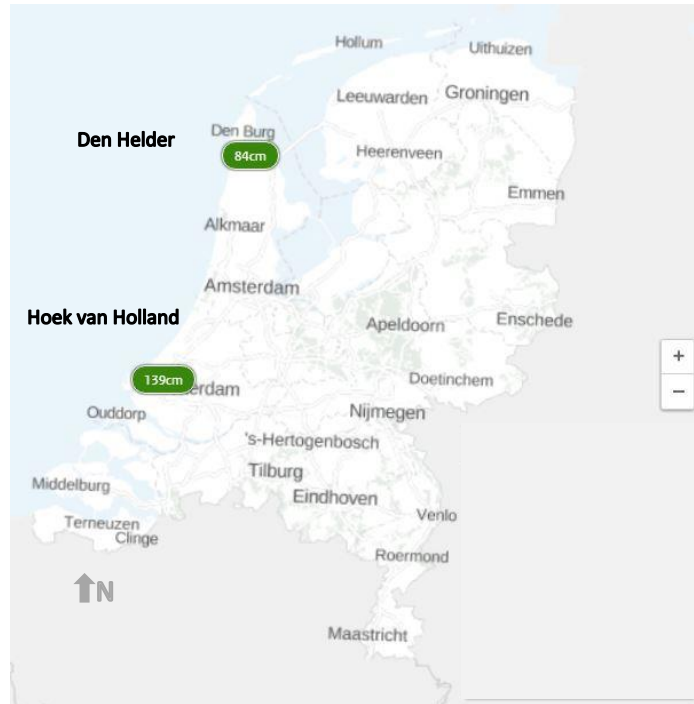 Hollum
Uithuizen
Leeuwarden
Groningen
Den Burg
Den Helder
84cm
Heerenveen
Emmen
Alkmaar
Amsterdam
Hoek van Holland
Apeldoorn
Enschede
+
139cm
erdam
Doetinchem
−
Ouddorp
Nijmegen
's-Hertogenbosch
Tilburg
Middelburg
Eindhoven
Venlo
Terneuzen
Clinge
Roermond
N
Maastricht